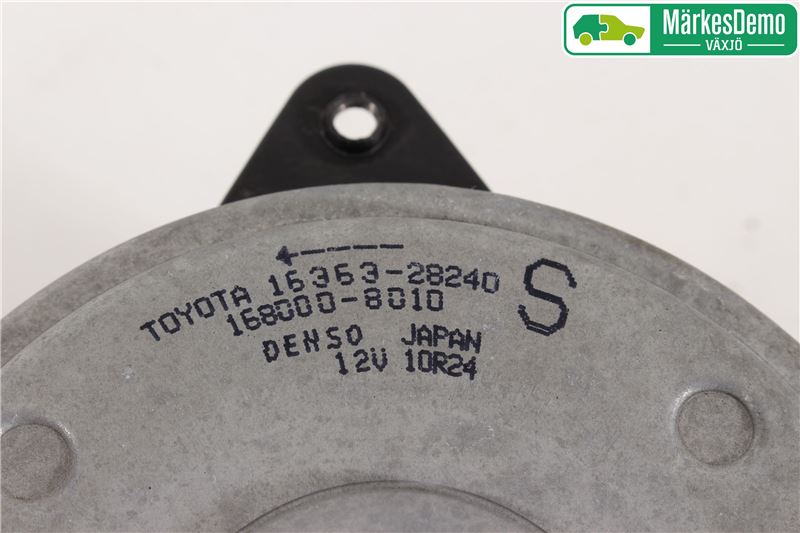 MärkesDemo
VÄXJÖ
TOYOTA 16363-28240 S
168000-8010
DENSO JAPAN
12V 10R24